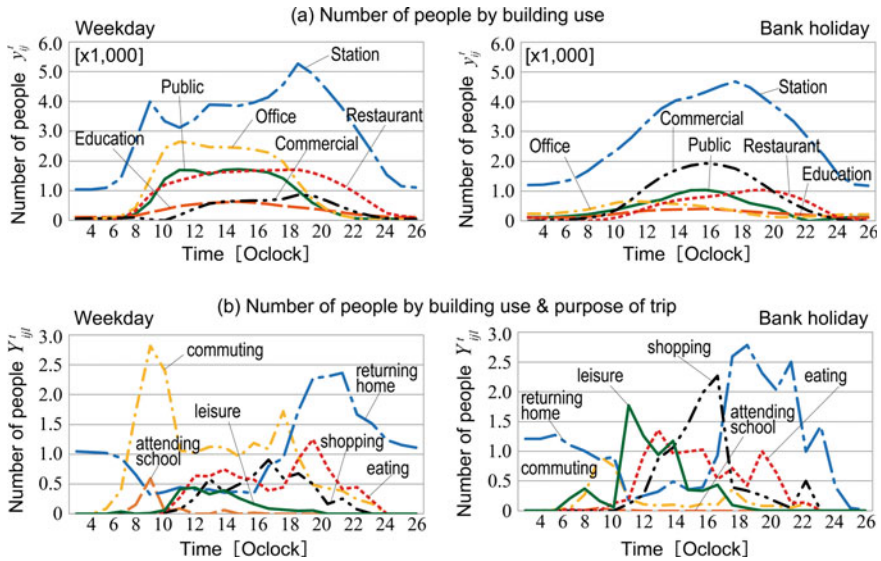 (a) Number of people by building use
Weekday
Bank holiday
Number of people y^t_ij
[x1,000]
6.0
5.0
4.0
3.0
2.0
1.0
0
Station
Public
Office
Restaurant
Education
Commercial
4 6 8 10 12 14 16 18 20 22 24 26
Time [Oclock]
Number of people y^t_ij
[x1,000]
6.0
5.0
4.0
3.0
2.0
1.0
0
Station
Commercial
Office
Public
Restaurant
Education
4 6 8 10 12 14 16 18 20 22 24 26
Time [Oclock]
(b) Number of people by building use & purpose of trip
Weekday
Bank holiday
Number of people Y^t_ijl
3.0
2.5
2.0
1.5
1.0
0.5
0
commuting
returning
home
leisure
attending
school
shopping
eating
4 6 8 10 12 14 16 18 20 22 24 26
Time [Oclock]
Number of people Y^t_ijl
3.0
2.5
2.0
1.5
1.0
0.5
0
shopping
leisure
eating
returning
home
attending
school
commuting
4 6 8 10 12 14 16 18 20 22 24 26
Time [Oclock]